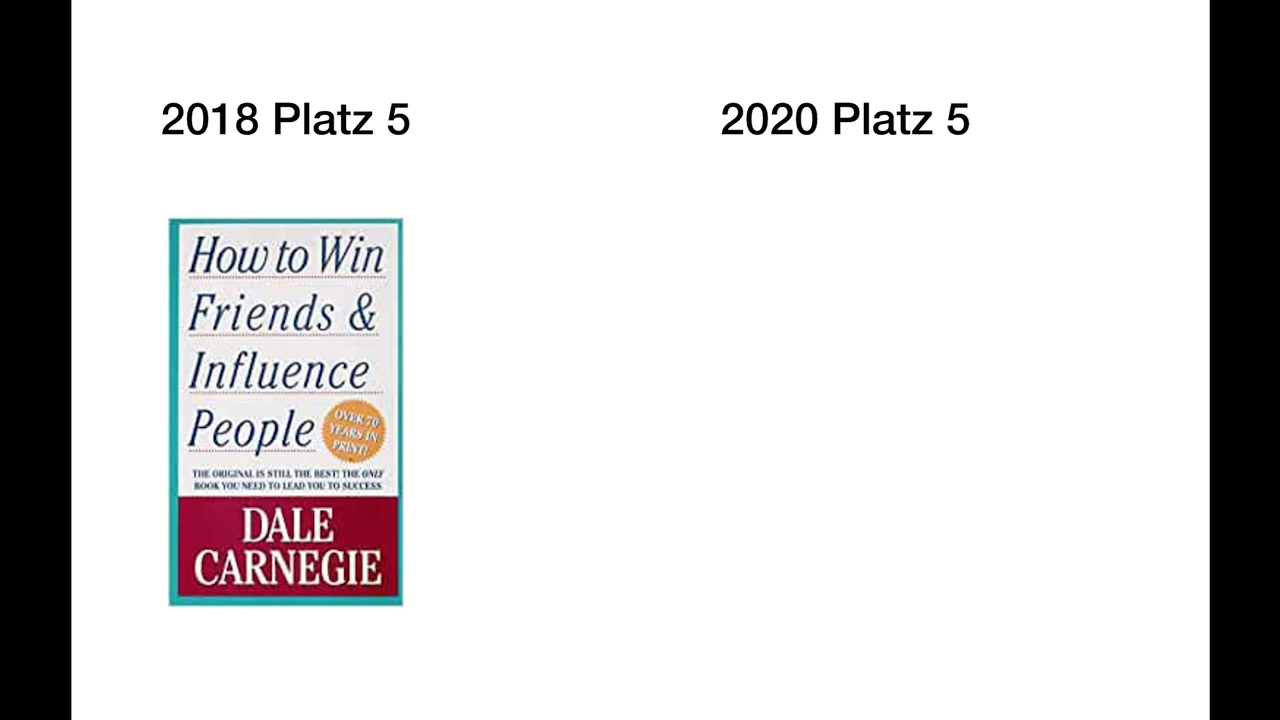 2018 Platz 5
2020 Platz 5
How to Win
Friends &
Influence
People
OVER 70
YEARS IN
PRINT!
THE ORIGINAL IS STILL THE BEST! THE ONLY
BOOK YOU NEED TO LEAD YOU TO SUCCESS
DALE
CARNEGIE